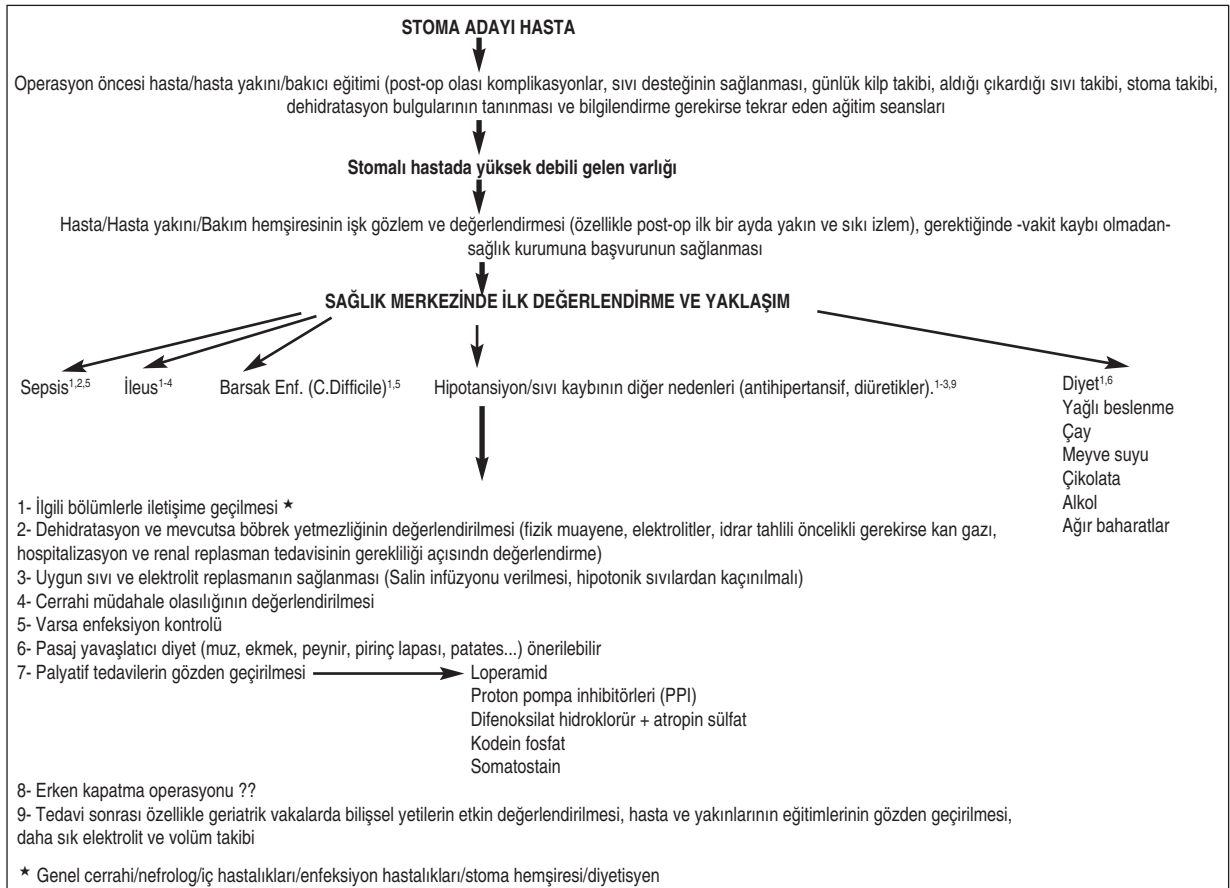 STOMA ADAYI HASTA
Operasyon öncesi hasta/hasta yakını/bakıcı eğitimi (post-op olası komplikasyonlar, sıvı desteğinin sağlanması, günlük kilp takibi, aldığı çıkardığı sıvı takibi, stoma takibi,
dehidratasyon bulgularının tanınması ve bilgilendirme gerekirse tekrar eden ağitim seansları
Stomalı hastada yüksek debili gelen varlığı
Hasta/Hasta yakını/Bakım hemşiresinin işk gözlem ve değerlendirmesi (özellikle post-op ilk bir ayda yakın ve sıkı izlem), gerektiğinde -vakit kaybı olmadan-
sağlık kurumuna başvurunun sağlanması
SAĞLIK MERKEZİNDE İLK DEĞERLENDİRME VE YAKLAŞIM
Sepsis1,2,5 İleus1-4 Barsak Enf. (C.Difficile)1,5 Hipotansiyon/sıvı kaybının diğer nedenleri (antihipertansif, diüretikler).1-3,9
Diyet1,6
Yağlı beslenme
Çay
Meyve suyu
Çikolata
Alkol
Ağır baharatlar
1- İlgili bölümlerle iletişime geçilmesi ★
2- Dehidratasyon ve mevcutsa böbrek yetmezliğinin değerlendirilmesi (fizik muayene, elektrolitler, idrar tahlili öncelikli gerekirse kan gazı,
hospitalizasyon ve renal replasman tedavisinin gerekliliği açısındn değerlendirme)
3- Uygun sıvı ve elektrolit replasmanın sağlanması (Salin infüzyonu verilmesi, hipotonik sıvılardan kaçınılmalı)
4- Cerrahi müdahale olasılığının değerlendirilmesi
5- Varsa enfeksiyon kontrolü
6- Pasaj yavaşlatıcı diyet (muz, ekmek, peynir, pirinç lapası, patates...) önerilebilir
7- Palyatif tedavilerin gözden geçirilmesi
Loperamid
Proton pompa inhibitörleri (PPI)
Difenoksilat hidroklorür + atropin sülfat
Kodein fosfat
Somatostain
8- Erken kapatma operasyonu ??
9- Tedavi sonrası özellikle geriatrik vakalarda bilişsel yetilerin etkin değerlendirilmesi, hasta ve yakınlarının eğitimlerinin gözden geçirilmesi,
daha sık elektrolit ve volüm takibi
★ Genel cerrahi/nefrolog/iç hastalıkları/enfeksiyon hastalıkları/stoma hemşiresi/diyetisyen